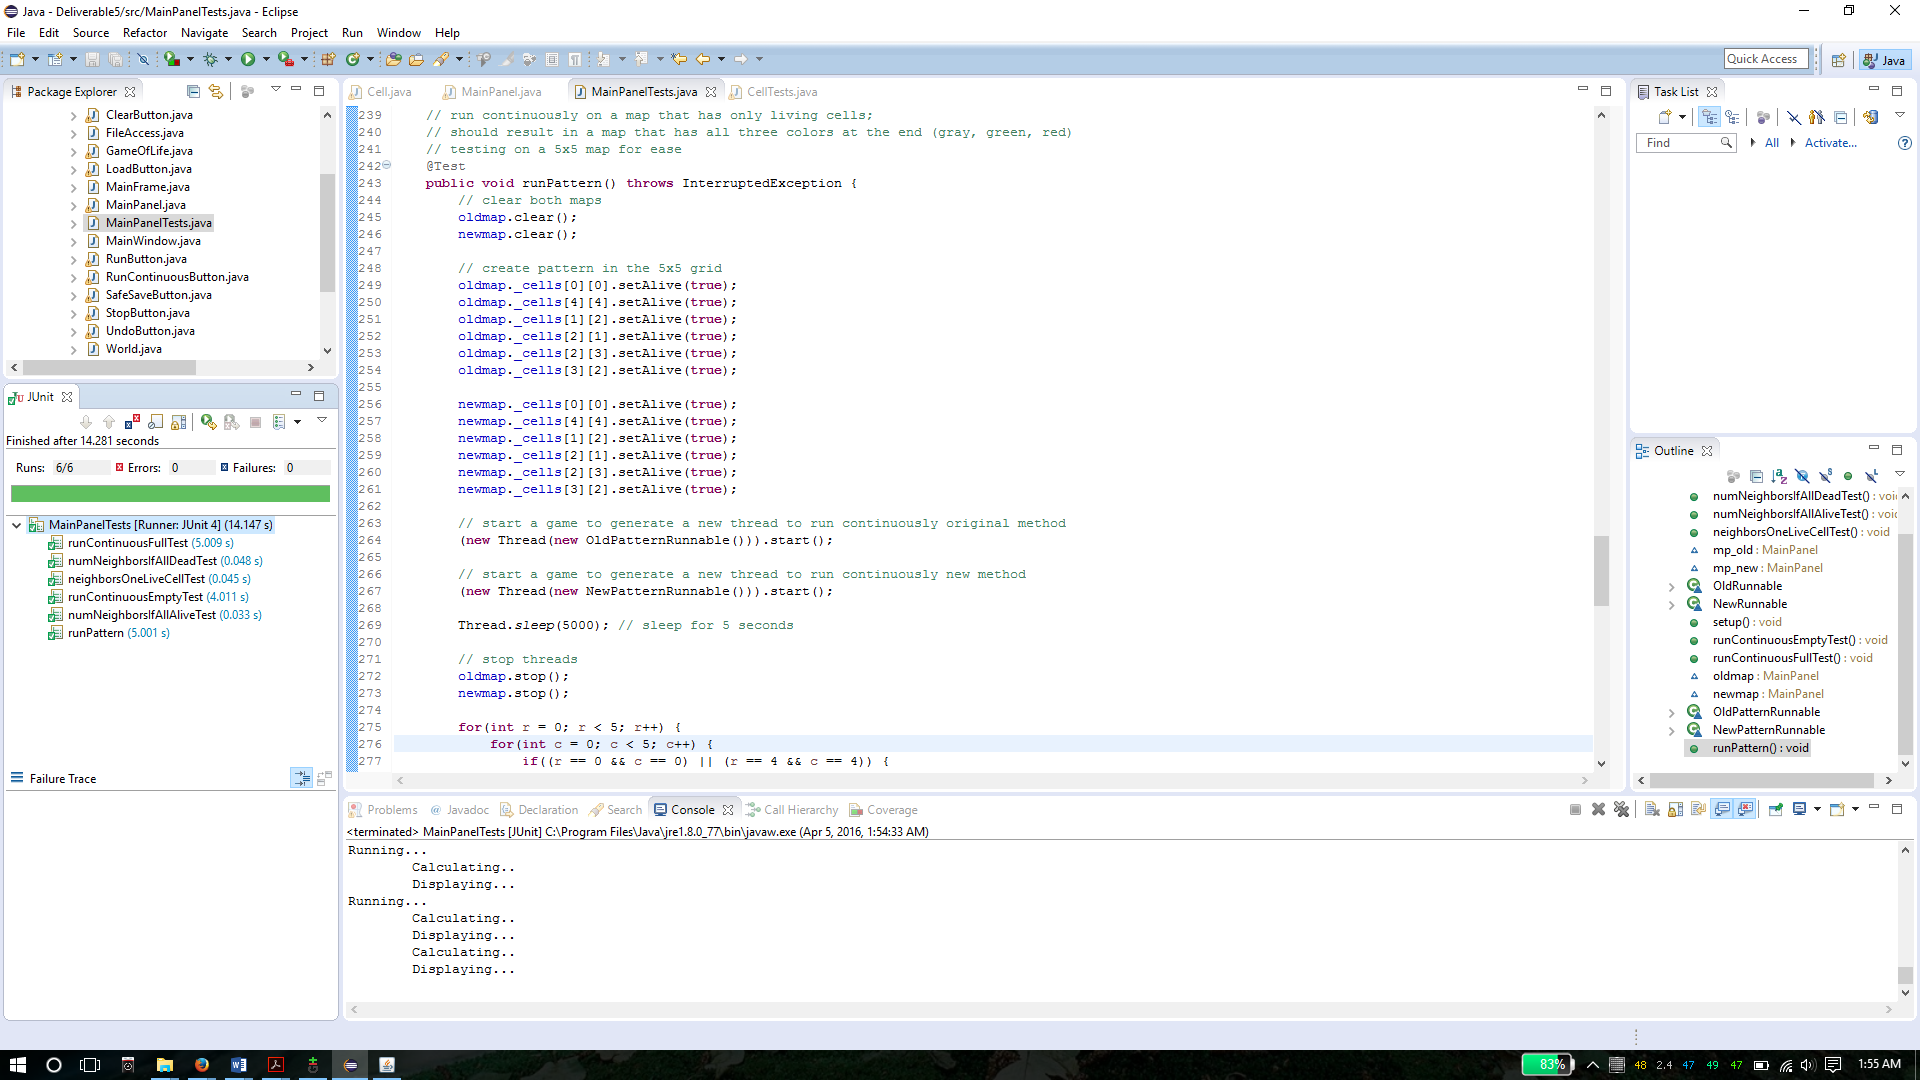 Java - Deliverable5/src/MainPanelTests.java - Eclipse
File Edit Source Refactor Navigate Search Project Run Window Help
Quick Access
Java
Package Explorer
ClearButton.java
FileAccess.java
GameOfLife.java
LoadButton.java
MainFrame.java
MainPanel.java
MainPanelTests.java
MainWindow.java
RunButton.java
RunContinuousButton.java
SafeSaveButton.java
StopButton.java
UndoButton.java
World.java
JUnit
Finished after 14.281 seconds
Runs: 6/6 Errors: 0 Failures: 0
MainPanelTests [Runner: JUnit 4] (14.147 s)
runContinuousFullTest (5.009 s)
numNeighborsIfAllDeadTest (0.048 s)
neighborsOneLiveCellTest (0.045 s)
runContinuousEmptyTest (4.011 s)
numNeighborsIfAllAliveTest (0.033 s)
runPattern (5.001 s)
Failure Trace
Cell.java MainPanel.java MainPanelTests.java CellTests.java
239 // run continuously on a map that has only living cells;
240 // should result in a map that has all three colors at the end (gray, green, red)
241 // testing on a 5x5 map for ease
242 @Test
243 public void runPattern() throws InterruptedException {
244 // clear both maps
245 oldmap.clear();
246 newmap.clear();
247
248 // create pattern in the 5x5 grid
249 oldmap._cells[0][0].setAlive(true);
250 oldmap._cells[4][4].setAlive(true);
251 oldmap._cells[1][2].setAlive(true);
252 oldmap._cells[2][1].setAlive(true);
253 oldmap._cells[2][3].setAlive(true);
254 oldmap._cells[3][2].setAlive(true);
255
256 newmap._cells[0][0].setAlive(true);
257 newmap._cells[4][4].setAlive(true);
258 newmap._cells[1][2].setAlive(true);
259 newmap._cells[2][1].setAlive(true);
260 newmap._cells[2][3].setAlive(true);
261 newmap._cells[3][2].setAlive(true);
262
263 // start a game to generate a new thread to run continuously original method
264 (new Thread(new OldPatternRunnable())).start();
265
266 // start a game to generate a new thread to run continuously new method
267 (new Thread(new NewPatternRunnable())).start();
268
269 Thread.sleep(5000); // sleep for 5 seconds
270
271 // stop threads
272 oldmap.stop();
273 newmap.stop();
274
275 for(int r = 0; r < 5; r++) {
276 for(int c = 0; c < 5; c++) {
277 if((r == 0 && c == 0) || (r == 4 && c == 4)) {
Task List
Find All Activate...
Outline
numNeighborsIfAllDeadTest() : voi
numNeighborsIfAllAliveTest() : voi
neighborsOneLiveCellTest() : void
mp_old : MainPanel
mp_new : MainPanel
OldRunnable
NewRunnable
setup() : void
runContinuousEmptyTest() : void
runContinuousFullTest() : void
oldmap : MainPanel
newmap : MainPanel
OldPatternRunnable
NewPatternRunnable
runPattern() : void
Problems @ Javadoc Declaration Search Console Call Hierarchy Coverage
<terminated> MainPanelTests [JUnit] C:\Program Files\Java\jre1.8.0_77\bin\javaw.exe (Apr 5, 2016, 1:54:33 AM)
Running...
Calculating..
Displaying...
Running...
Calculating..
Displaying...
Calculating..
Displaying...
83% 48 2.4 47 49 47 1:55 AM